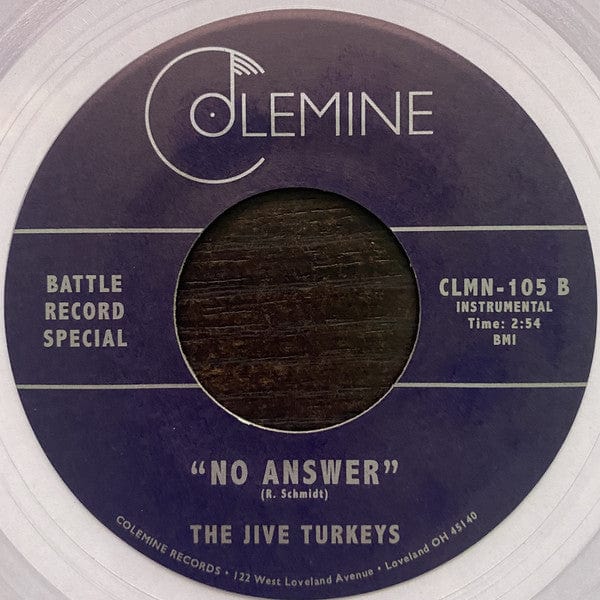 COLEMINE
BATTLE
RECORD
SPECIAL
CLMN-105 B
INSTRUMENTAL
Time: 2:54
BMI
“NO ANSWER”
(R. Schmidt)
THE JIVE TURKEYS
COLEMINE RECORDS • 122 West Loveland Avenue • Loveland OH 45140